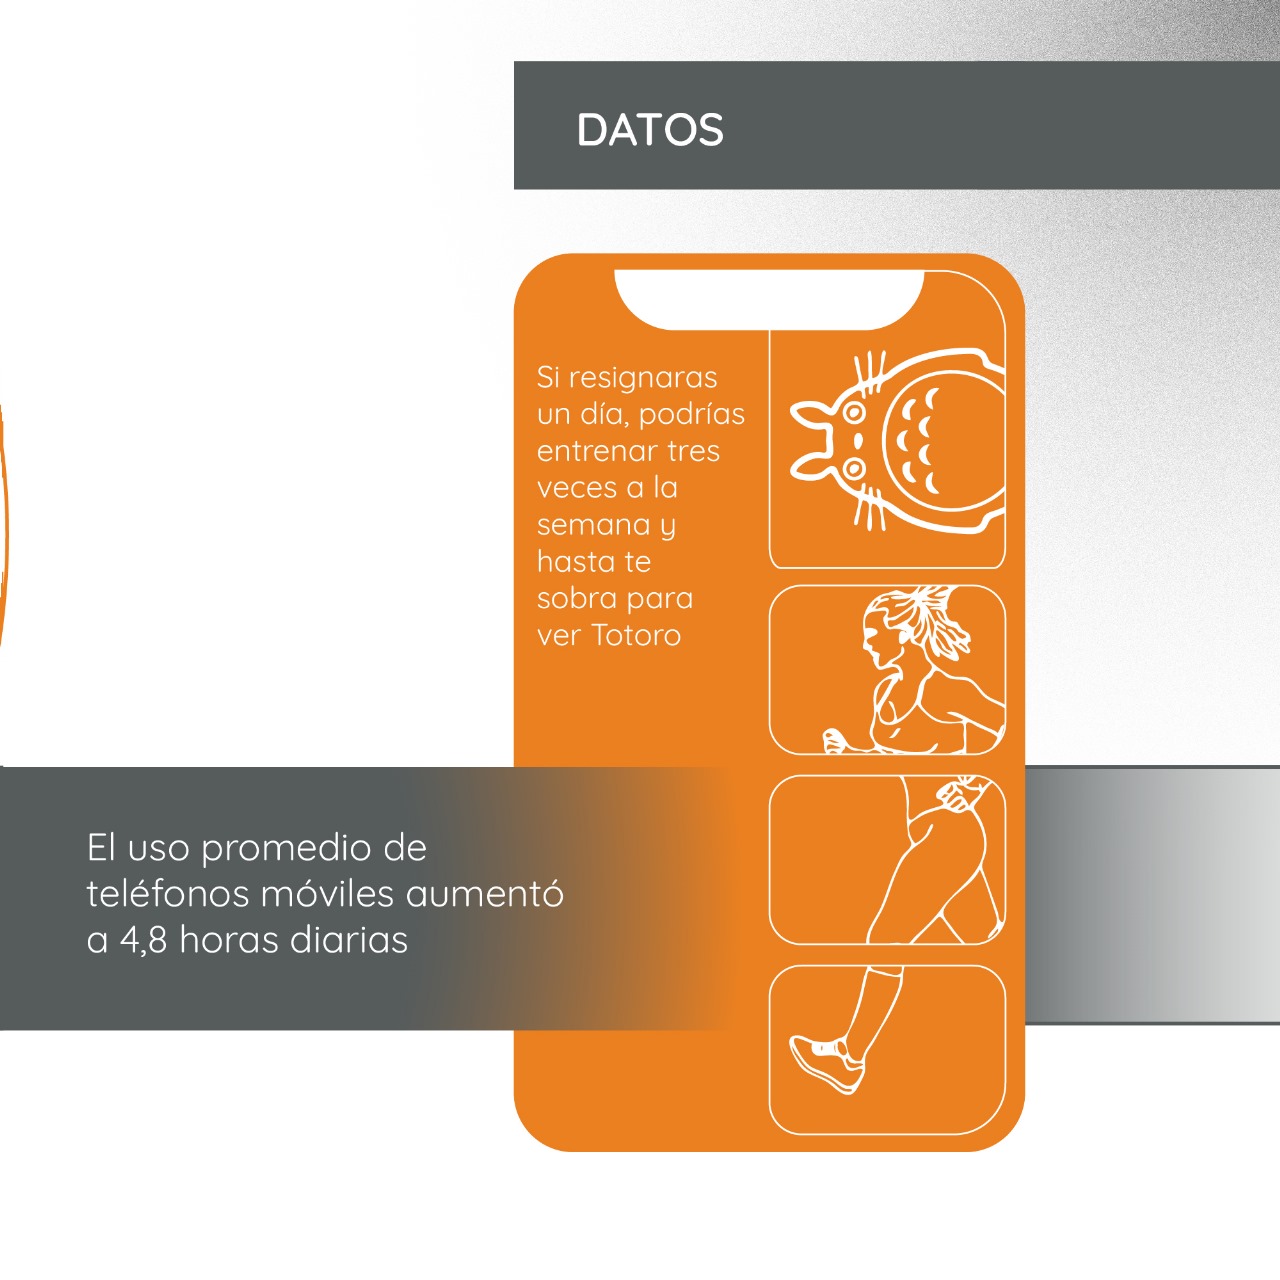 DATOS
Si resignaras
un día, podrías
entrenar tres
veces a la
semana y
hasta te
sobra para
ver Totoro
El uso promedio de
teléfonos móviles aumentó
a 4,8 horas diarias